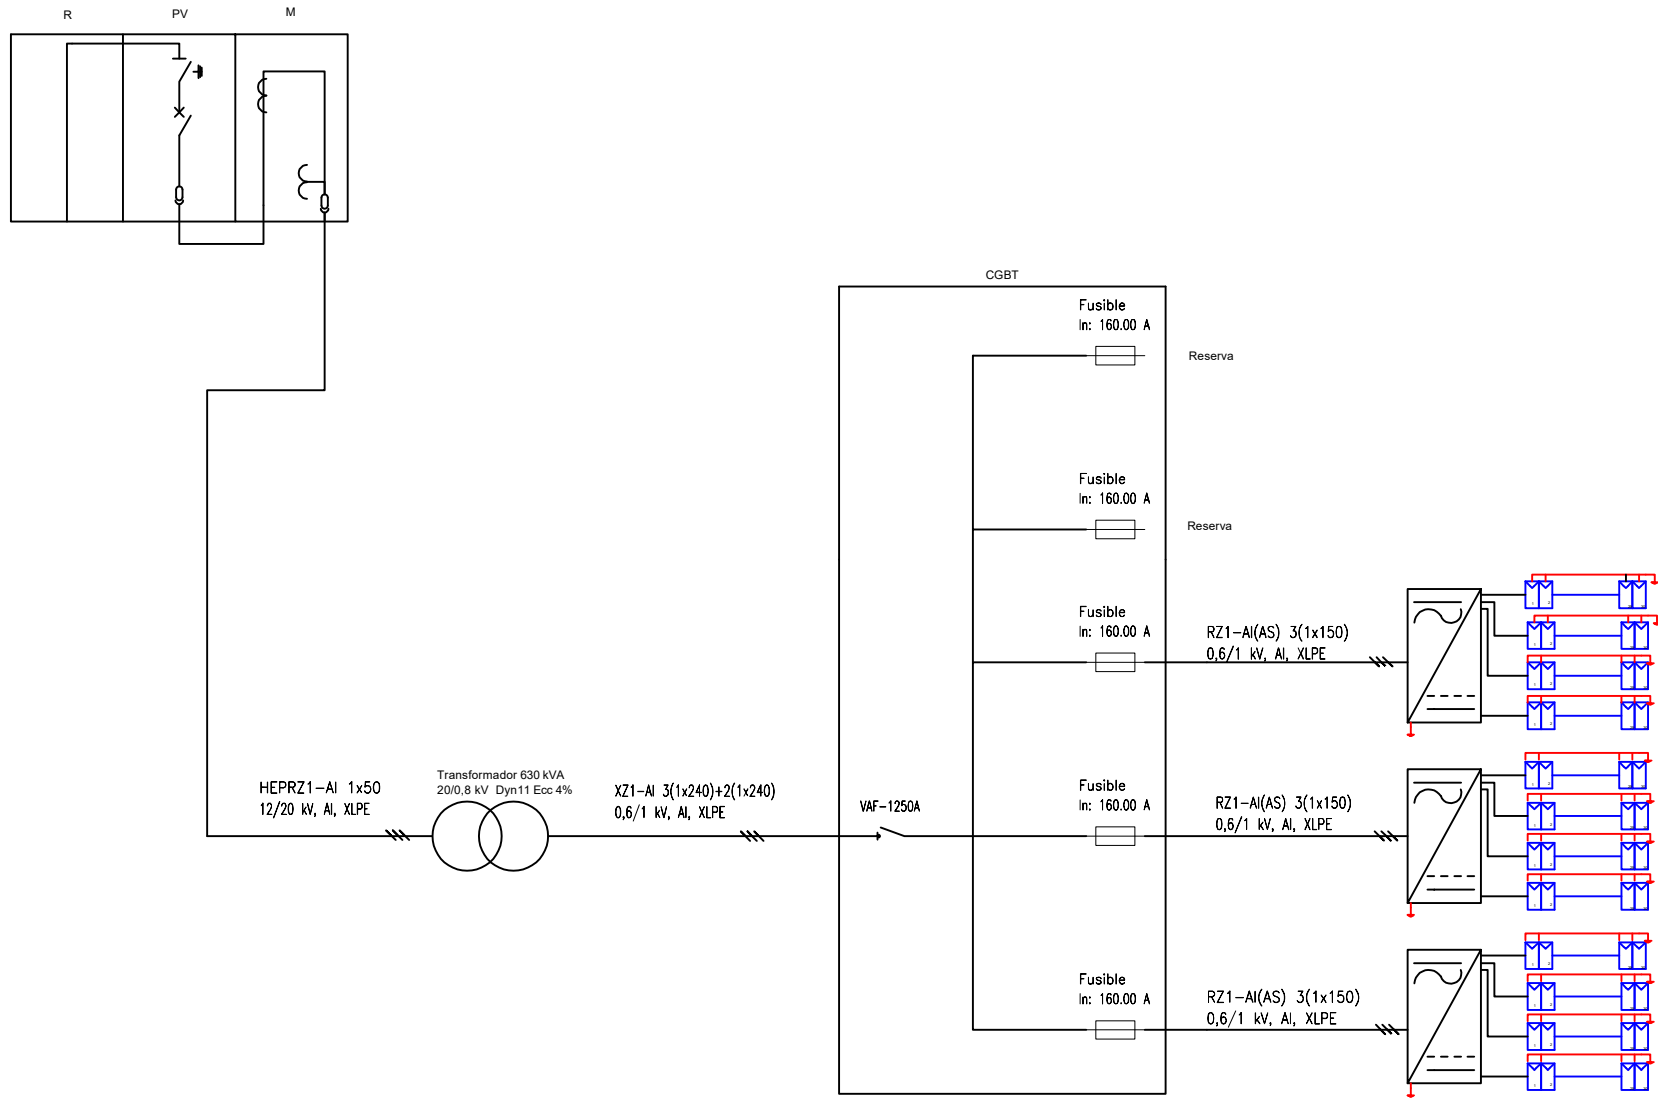 R
PV
M
CGBT
Fusible
In: 160.00 A
Reserva
Fusible
In: 160.00 A
Reserva
Fusible
In: 160.00 A
RZ1-Al(AS) 3(1x150)
0,6/1 kV, Al, XLPE
HEPRZ1-Al 1x50
12/20 kV, Al, XLPE
Transformador 630 kVA
20/0,8 kV Dyn11 Ecc 4%
XZ1-Al 3(1x240)+2(1x240)
0,6/1 kV, Al, XLPE
VAF-1250A
Fusible
In: 160.00 A
RZ1-Al(AS) 3(1x150)
0,6/1 kV, Al, XLPE
Fusible
In: 160.00 A
RZ1-Al(AS) 3(1x150)
0,6/1 kV, Al, XLPE